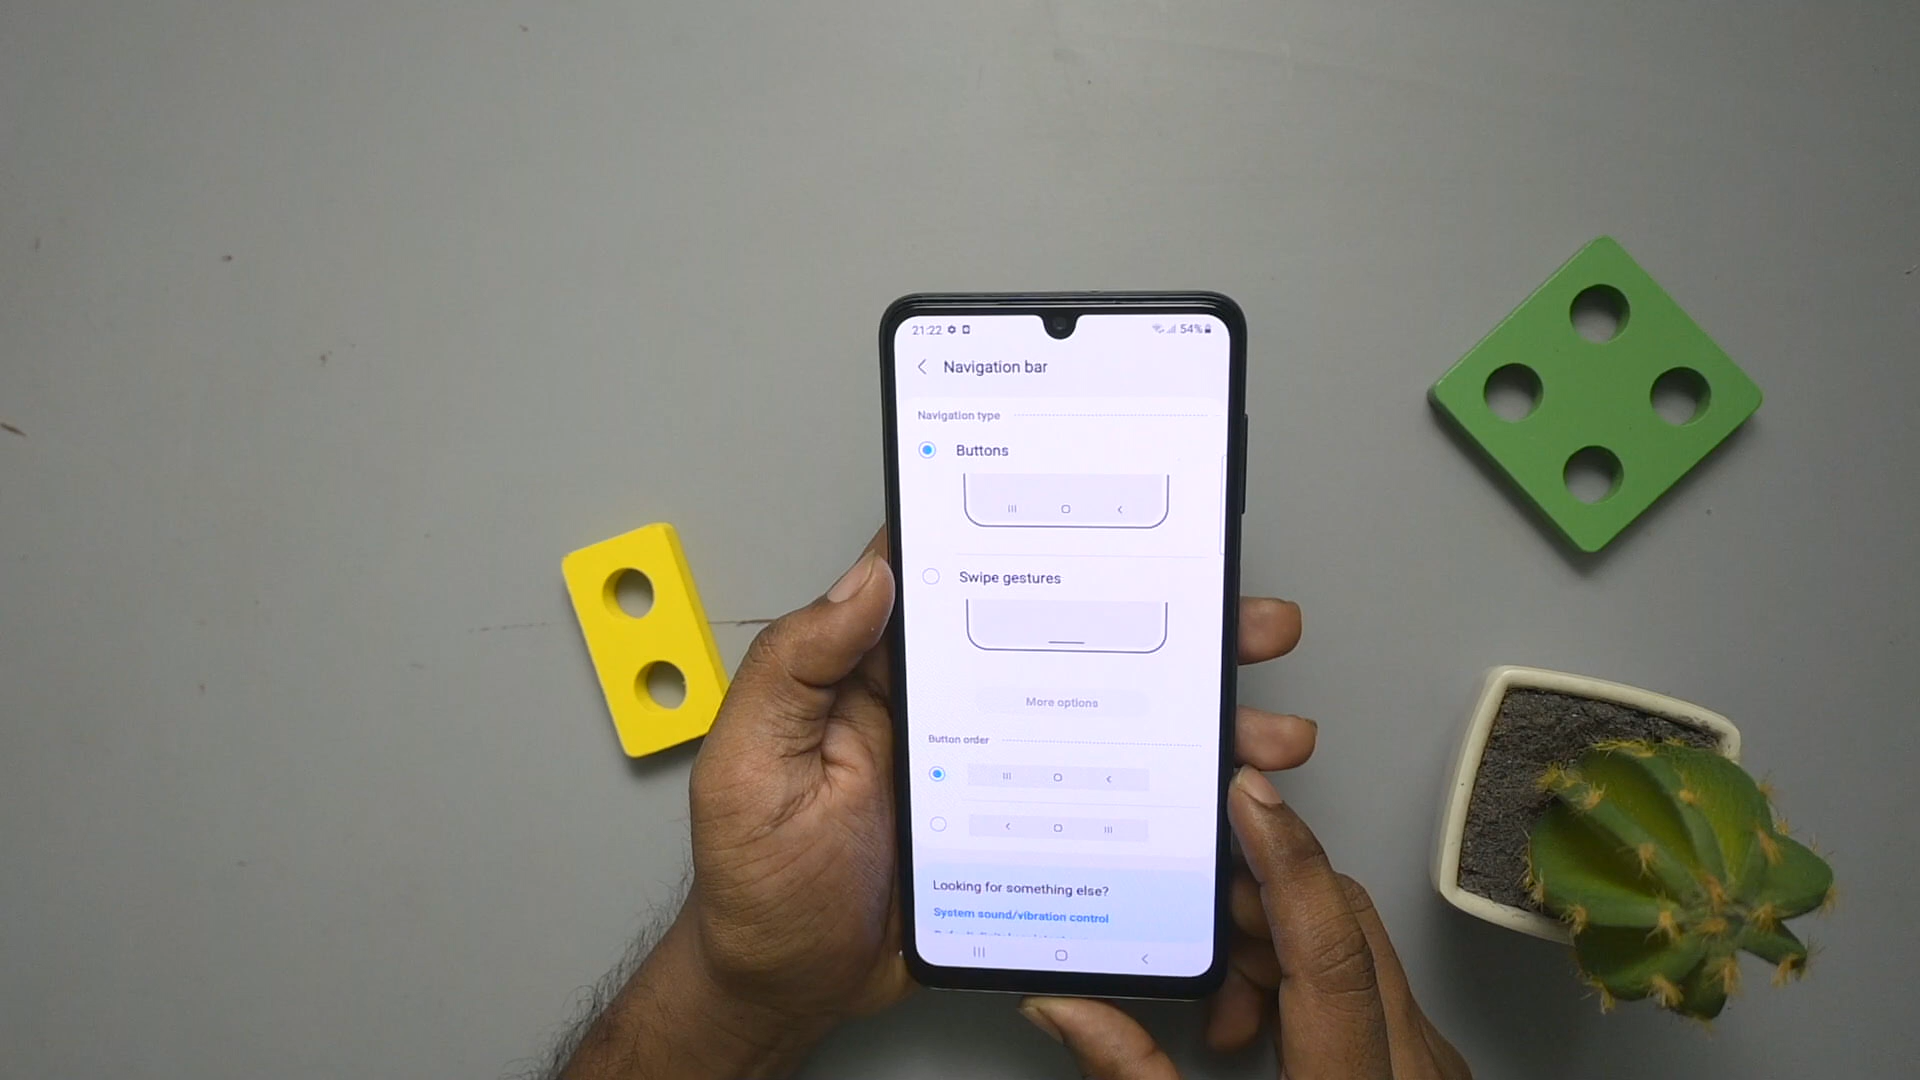 21:22 54%
Navigation bar
Navigation type
Buttons
Swipe gestures
More options
Button order
Looking for something else?
System sound/vibration control